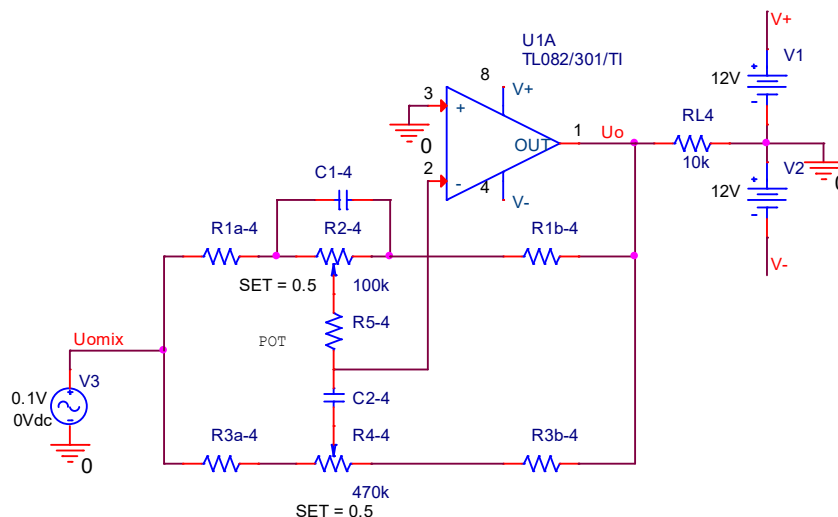 U1A
TL082/301/TI
V+
V1
12V
8
V+
3
+
0
OUT
1
Uo
RL4
10k
0
2
-
4
V-
V2
12V
V-
C1-4
R1a-4
R2-4
R1b-4
SET = 0.5
100k
R5-4
POT
Uomix
V3
0.1V
0Vdc
0
C2-4
R3a-4
R4-4
R3b-4
470k
SET = 0.5